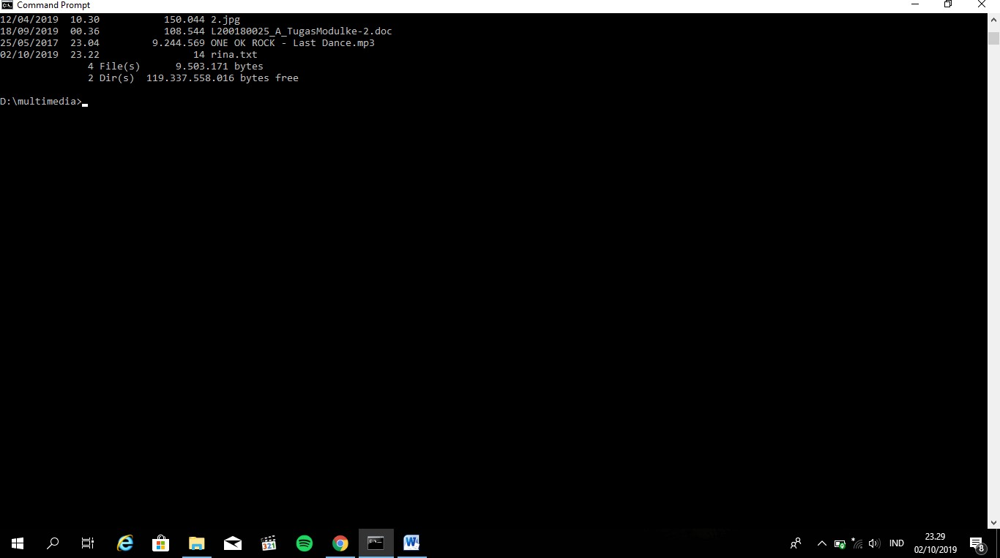 Command Prompt
12/04/2019  10.30           150.044 2.jpg
18/09/2019  00.36           108.544 L200180025_A_TugasModulke-2.doc
25/05/2017  23.04         9.244.569 ONE OK ROCK - Last Dance.mp3
02/10/2019  23.22                14 rina.txt
               4 File(s)      9.503.171 bytes
               2 Dir(s)  119.337.558.016 bytes free
D:\multimedia>
321
IND
23.29
02/10/2019
8